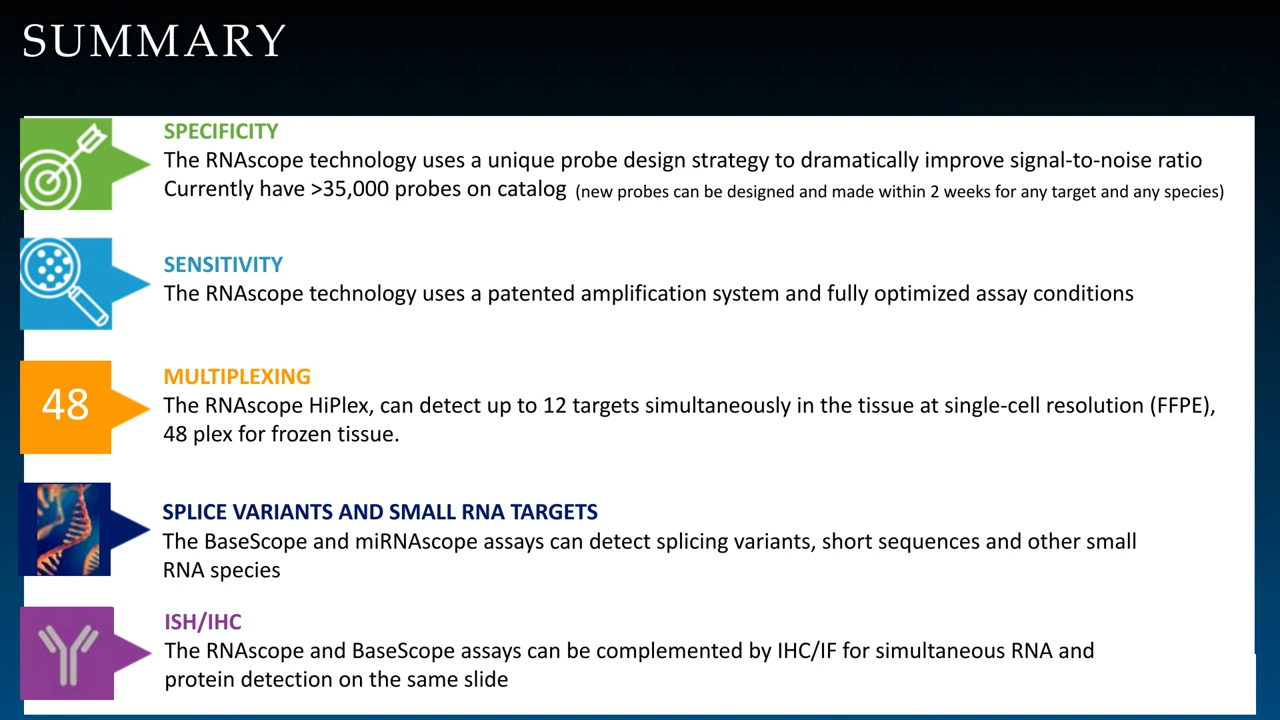 SUMMARY
SPECIFICITY
The RNAscope technology uses a unique probe design strategy to dramatically improve signal-to-noise ratio
Currently have >35,000 probes on catalog (new probes can be designed and made within 2 weeks for any target and any species)
SENSITIVITY
The RNAscope technology uses a patented amplification system and fully optimized assay conditions
48
MULTIPLEXING
The RNAscope HiPlex, can detect up to 12 targets simultaneously in the tissue at single-cell resolution (FFPE),
48 plex for frozen tissue.
SPLICE VARIANTS AND SMALL RNA TARGETS
The BaseScope and miRNAscope assays can detect splicing variants, short sequences and other small
RNA species
ISH/IHC
The RNAscope and BaseScope assays can be complemented by IHC/IF for simultaneous RNA and
protein detection on the same slide